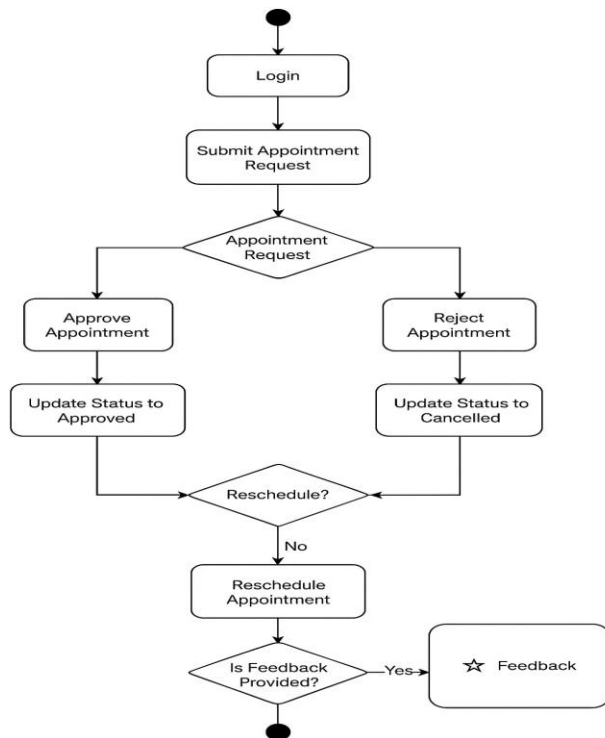 Login
Submit Appointment
Request
Appointment
Request
Approve
Appointment
Reject
Appointment
Update Status to
Approved
Update Status to
Cancelled
Reschedule?
No
Reschedule
Appointment
Is Feedback
Provided?
Yes
Feedback